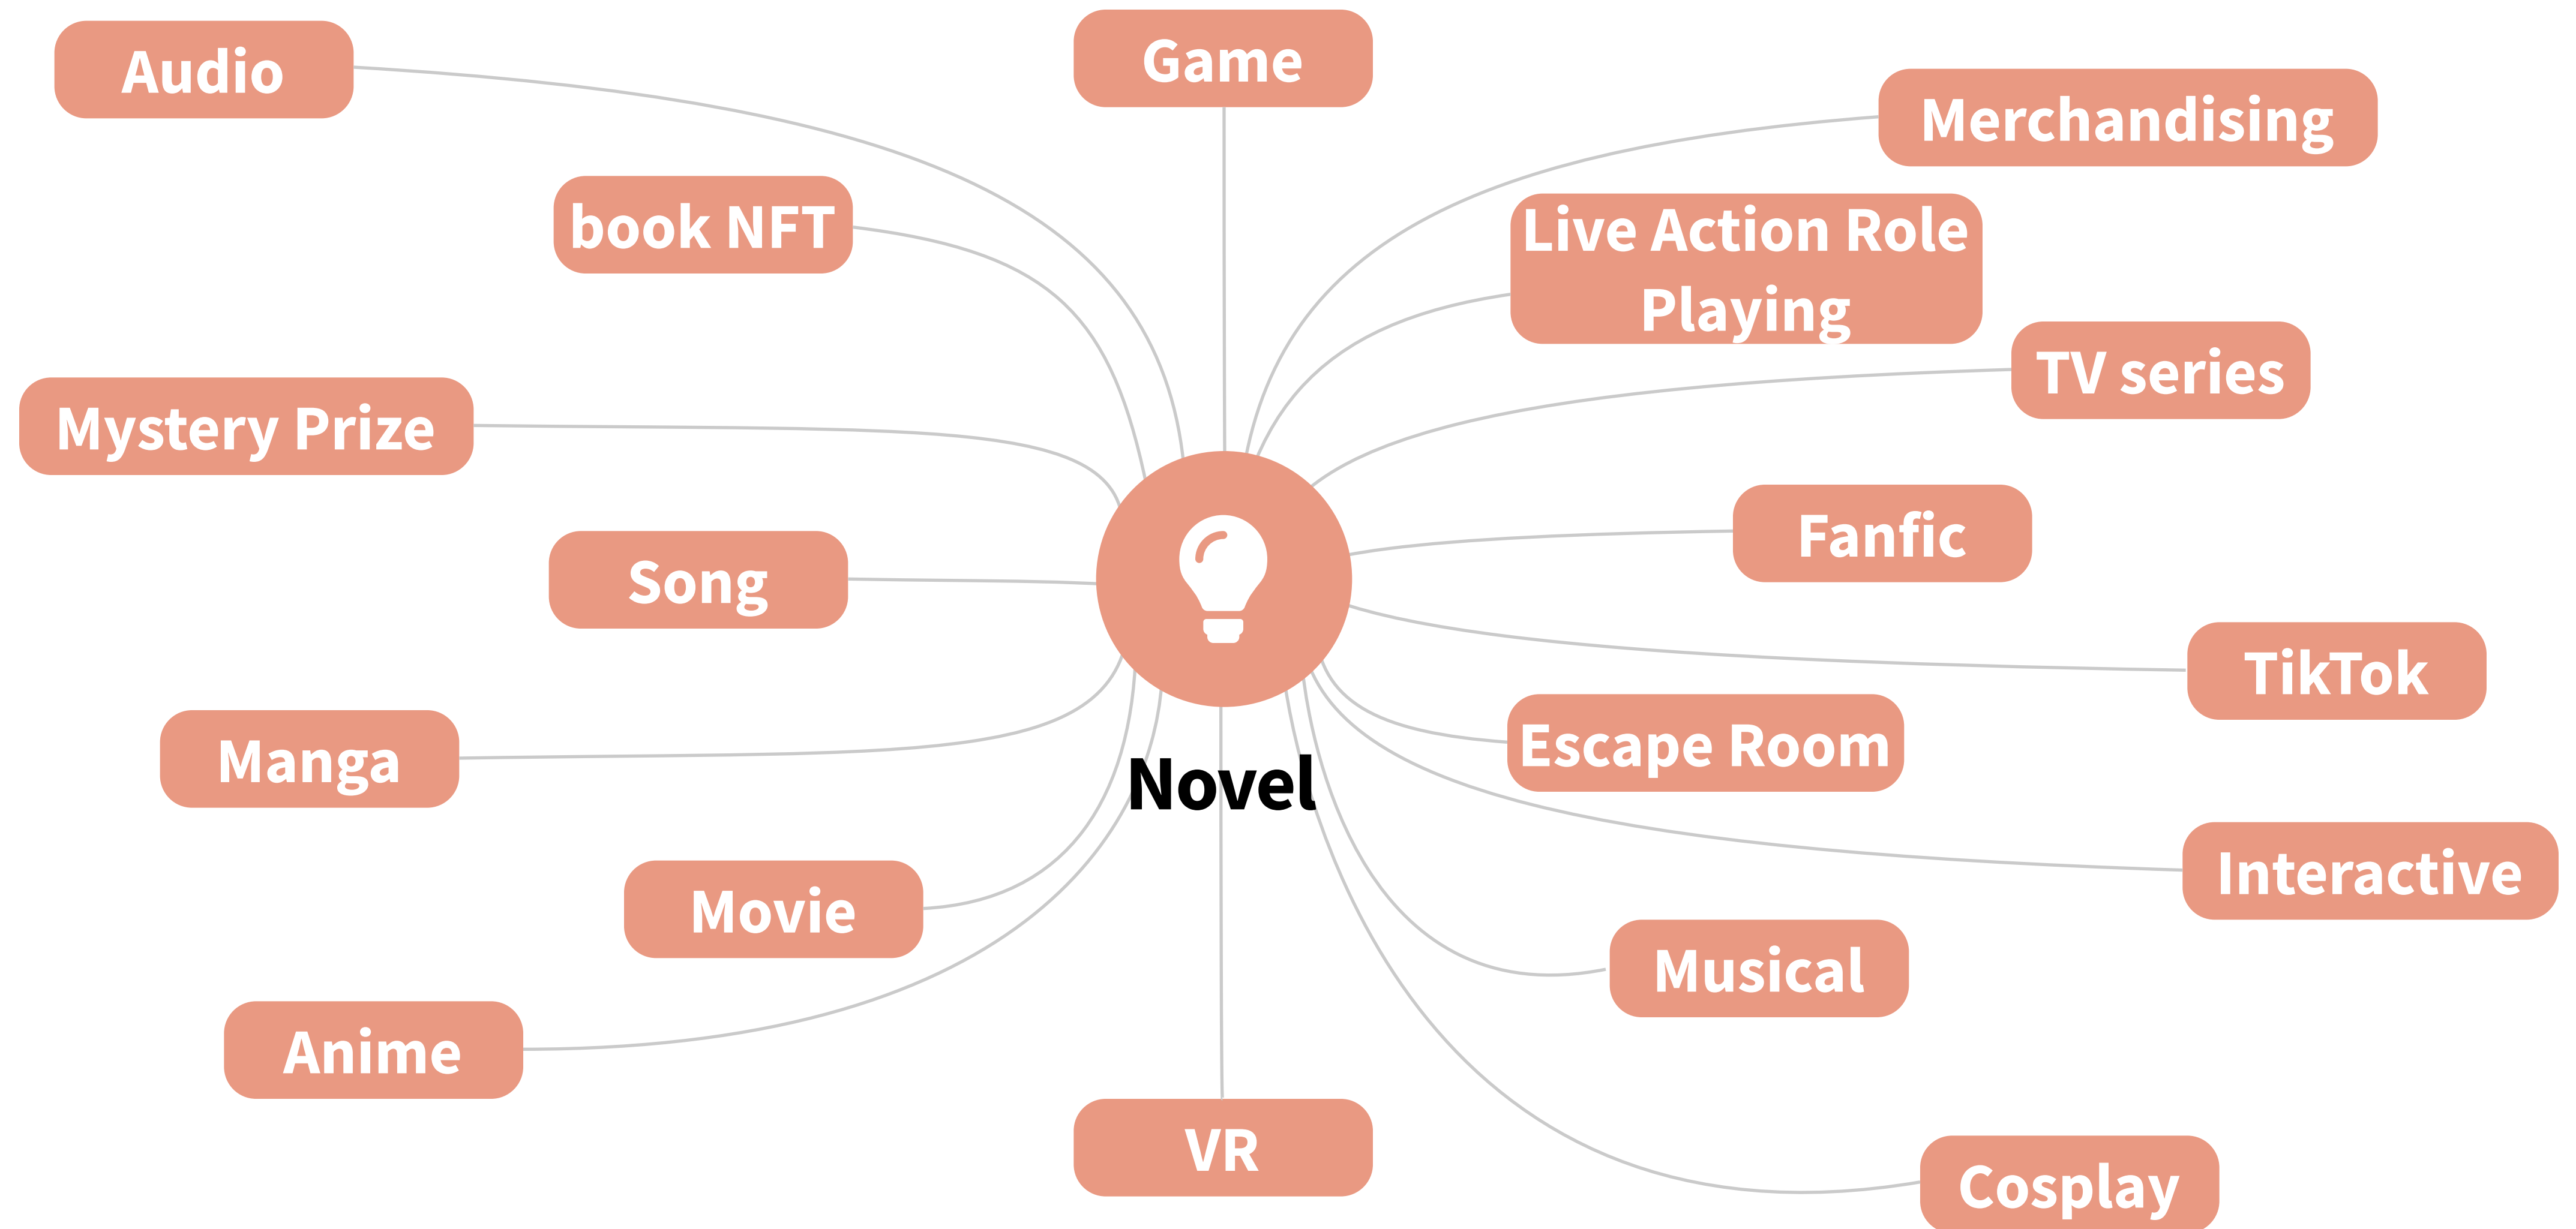 Game
Audio
Merchandising
book NFT
Live Action Role
Playing
TV series
Mystery Prize
Fanfic
Song
TikTok
Escape Room
Manga
Novel
Interactive
Movie
Musical
Anime
VR
Cosplay